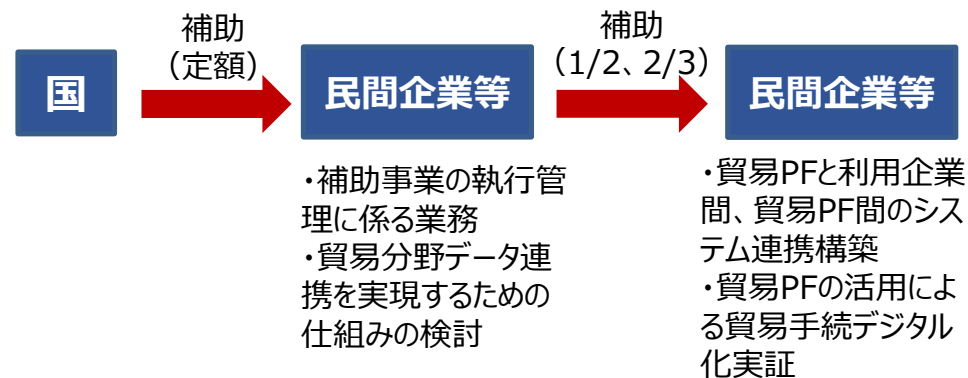 国
補助
（定額）
民間企業等
補助
（1/2、2/3）
民間企業等
・補助事業の執行管
理に係る業務
・貿易分野データ連
携を実現するための
仕組みの検討
・貿易PFと利用企業
間、貿易PF間のシス
テム連携構築
・貿易PFの活用によ
る貿易手続デジタル
化実証